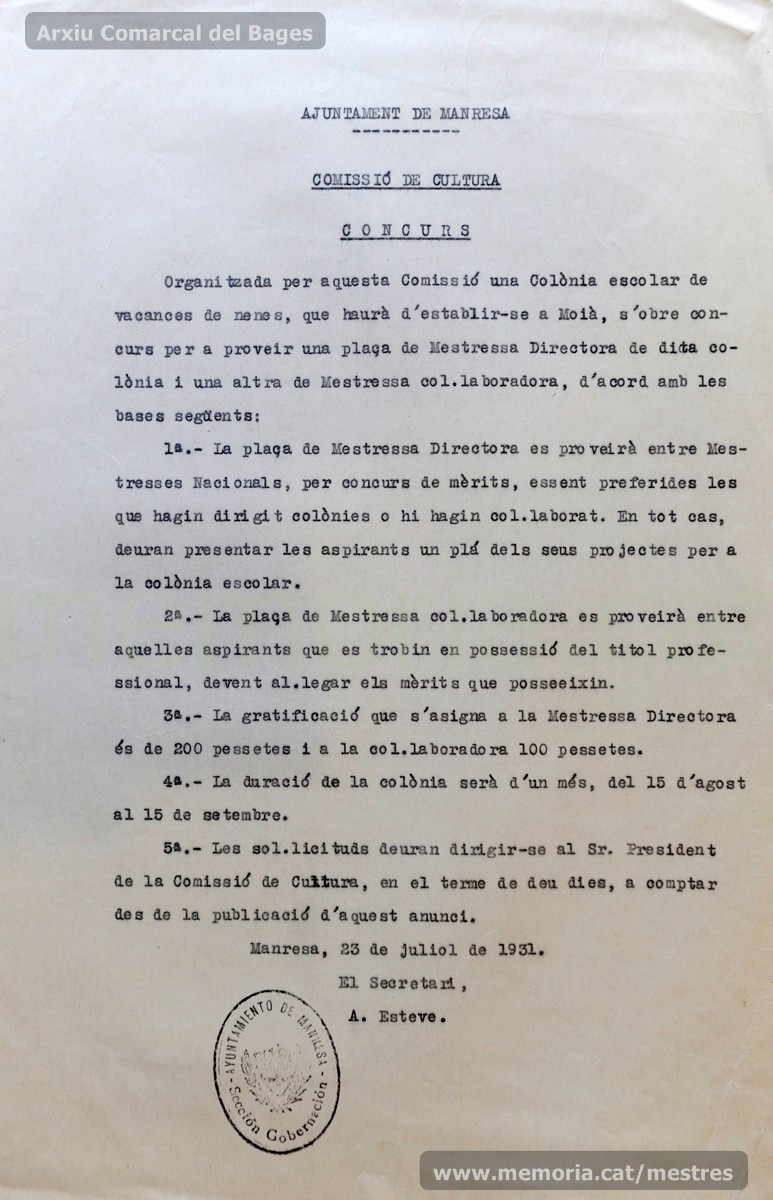 Arxiu Comarcal del Bages
AJUNTAMENT DE MANRESA
-----------
COMISSIÓ DE CULTURA
C O N C U R S
Organitzada per aquesta Comissió una Colònia escolar de
vacances de nenes, que haurà d'establir-se a Moià, s'obre con-
curs per a proveir una plaça de Mestressa Directora de dita co-
lònia i una altra de Mestressa col.laboradora, d'acord amb les
bases següents:
1ª.- La plaça de Mestressa Directora es proveirà entre Mes-
tresses Nacionals, per concurs de mèrits, essent preferides les
que hagin dirigit colònies o hi hagin col.laborat. En tot cas,
deuran presentar les aspirants un plá dels seus projectes per a
la colònia escolar.
2ª.- La plaça de Mestressa col.laboradora es proveirà entre
aquelles aspirants que es trobin en possessió del titol profe-
ssional, devent al.legar els mèrits que posseeixin.
3ª.- La gratificació que s'asigna a la Mestressa Directora
és de 200 pessetes i a la col.laboradora 100 pessetes.
4ª.- La duració de la colònia serà d'un més, del 15 d'agost
al 15 de setembre.
5ª.- Les sol.licituds deuran dirigir-se al Sr. President
de la Comissió de Cultura, en el terme de deu dies, a comptar
des de la publicació d'aquest anunci.
Manresa, 23 de juliol de 1931.
El Secretari,
A. Esteve.
- AYUNTAMIENTO DE MANRESA -
Sección Gobernación
www.memoria.cat/mestres